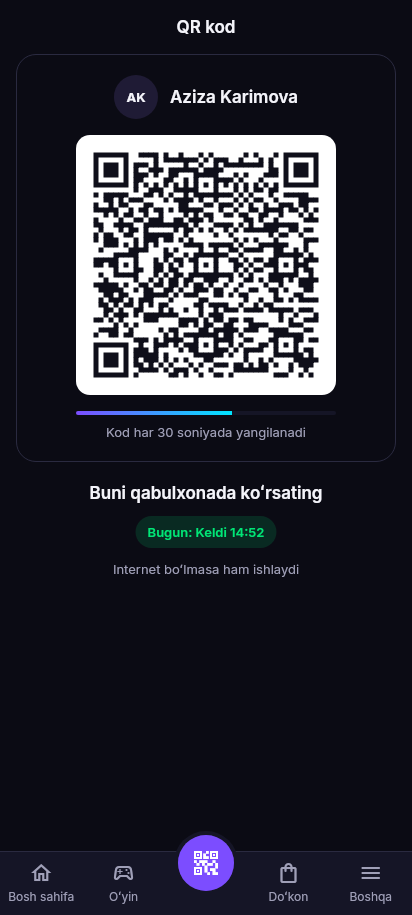 QR kod
AK
Aziza Karimova
Kod har 30 soniyada yangilanadi
Buni qabulxonada koʻrsating
Bugun: Keldi 14:52
Internet boʻlmasa ham ishlaydi
Bosh sahifa
Oʻyin
Doʻkon
Boshqa